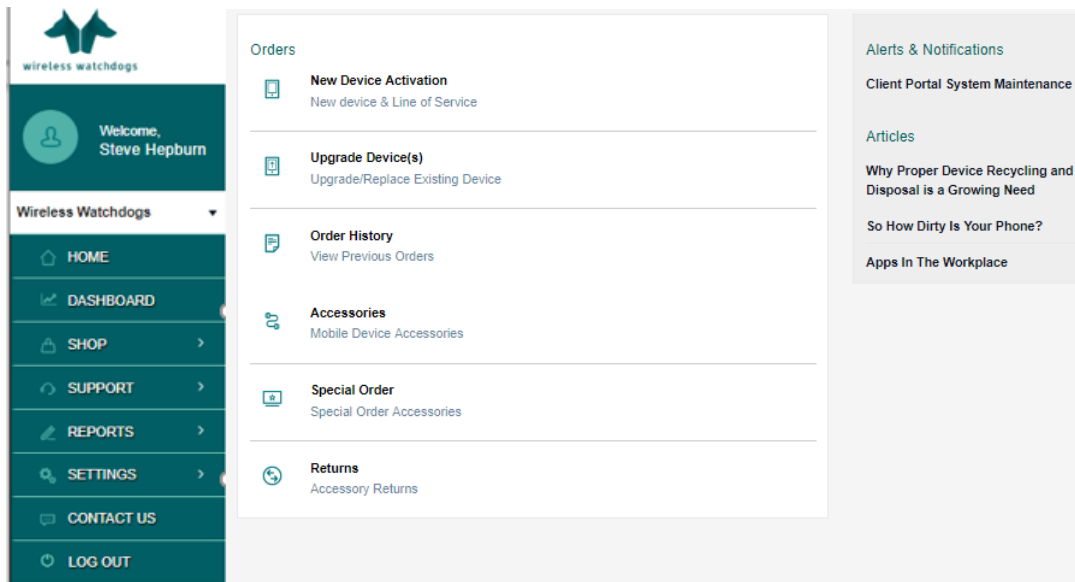 wireless watchdogs
Welcome,
Steve Hepburn
Wireless Watchdogs
HOME
DASHBOARD
SHOP
SUPPORT
REPORTS
SETTINGS
CONTACT US
LOG OUT
Orders
New Device Activation
New device & Line of Service
Upgrade Device(s)
Upgrade/Replace Existing Device
Order History
View Previous Orders
Accessories
Mobile Device Accessories
Special Order
Special Order Accessories
Returns
Accessory Returns
Alerts & Notifications
Client Portal System Maintenance
Articles
Why Proper Device Recycling and
Disposal is a Growing Need
So How Dirty Is Your Phone?
Apps In The Workplace